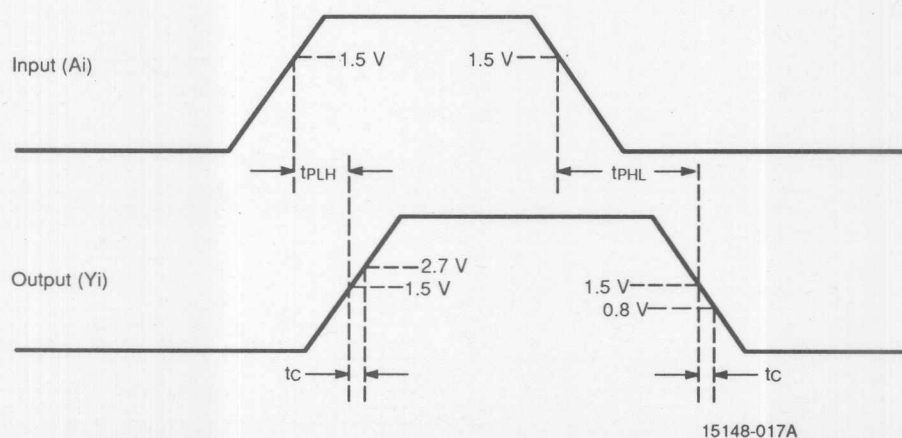 Input (Ai)
1.5 V
1.5 V
tPLH
tPHL
Output (Yi)
2.7 V
1.5 V
1.5 V
0.8 V
tC
tC
15148-017A